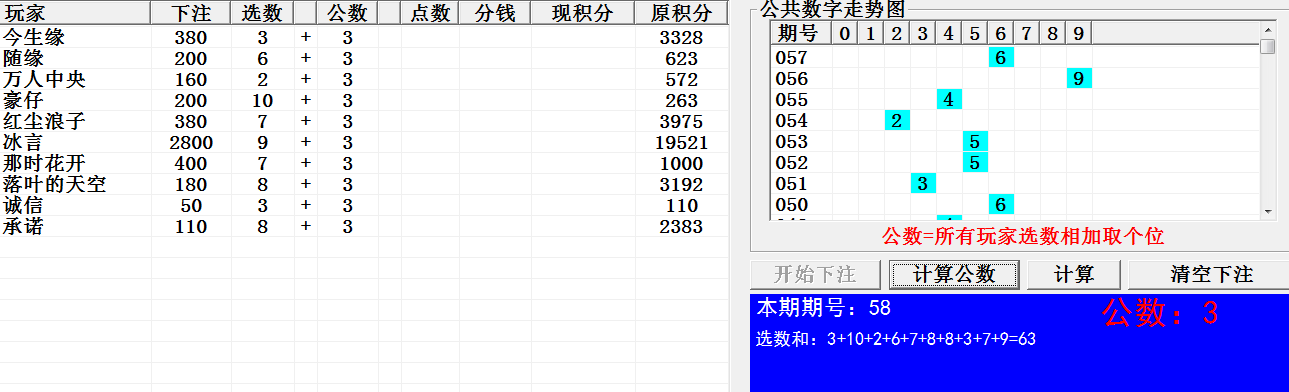 玩家 下注 选数 公数 点数 分钱 现积分 原积分
今生缘 380 3 + 3 3328
随缘 200 6 + 3 623
万人中央 160 2 + 3 572
豪仔 200 10 + 3 263
红尘浪子 380 7 + 3 3975
冰言 2800 9 + 3 19521
那时花开 400 7 + 3 1000
落叶的天空 180 8 + 3 3192
诚信 50 3 + 3 110
承诺 110 8 + 3 2383
公共数字走势图
期号 0 1 2 3 4 5 6 7 8 9
057 6
056 9
055 4
054 2
053 5
052 5
051 3
050 6
公数=所有玩家选数相加取个位
开始下注 计算公数 计算 清空下注
本期期号：58 公数：3
选数和：3+10+2+6+7+8+8+3+7+9=63